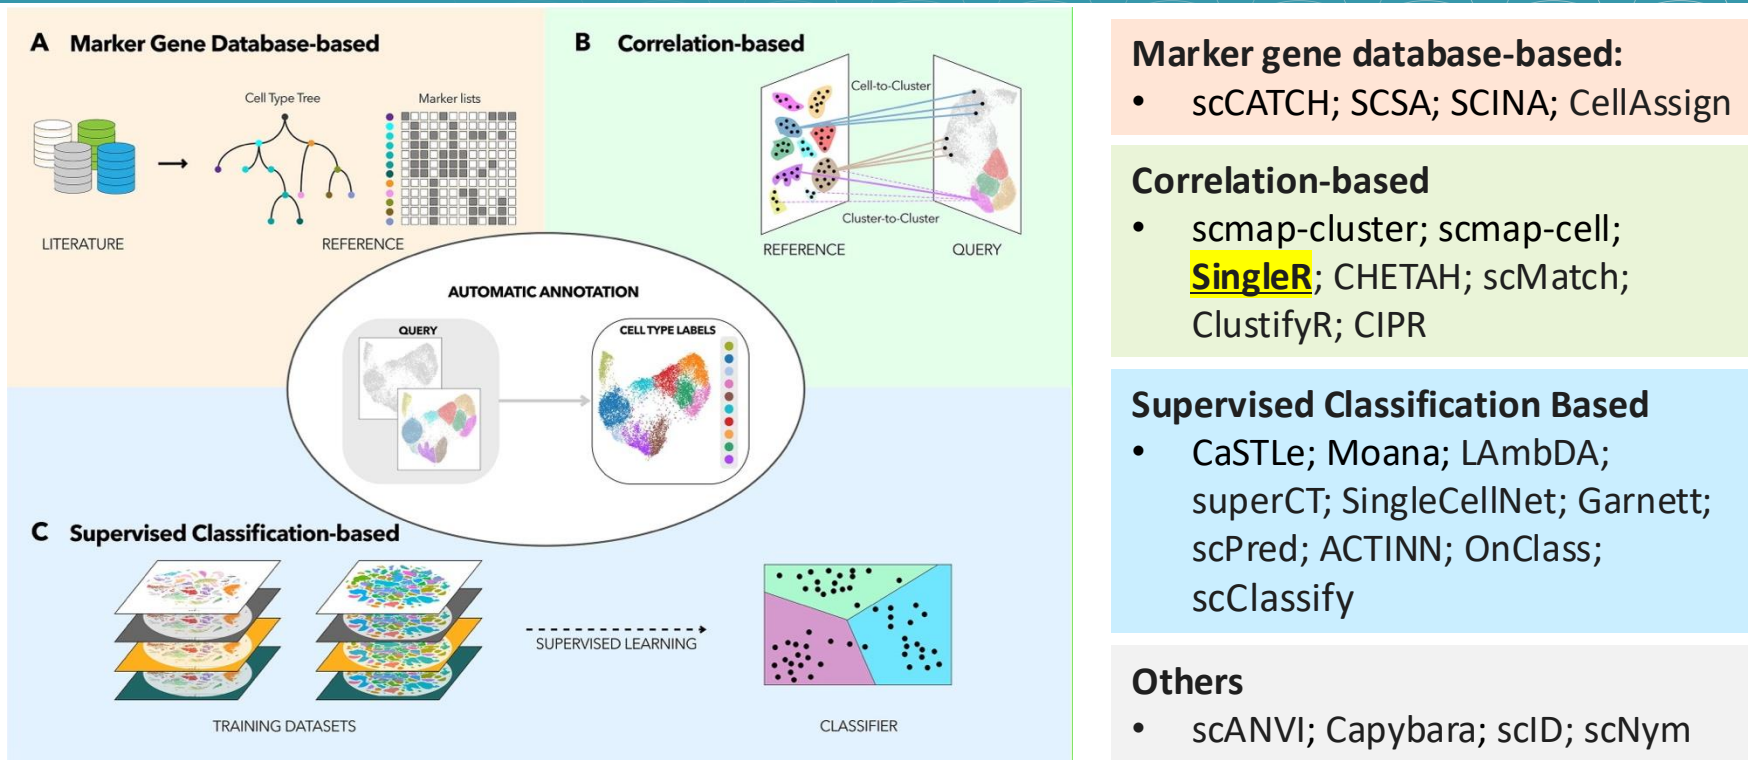 A Marker Gene Database-based
Cell Type Tree
Marker lists
LITERATURE
REFERENCE
B Correlation-based
Cell-to-Cluster
Cluster-to-Cluster
REFERENCE
QUERY
AUTOMATIC ANNOTATION
QUERY
CELL TYPE LABELS
C Supervised Classification-based
SUPERVISED LEARNING
TRAINING DATASETS
CLASSIFIER
Marker gene database-based:
• scCATCH; SCSA; SCINA; CellAssign
Correlation-based
• scmap-cluster; scmap-cell;
SingleR; CHETAH; scMatch;
ClustifyR; CIPR
Supervised Classification Based
• CaSTLe; Moana; LAmbDA;
superCT; SingleCellNet; Garnett;
scPred; ACTINN; OnClass;
scClassify
Others
• scANVI; Capybara; scID; scNym